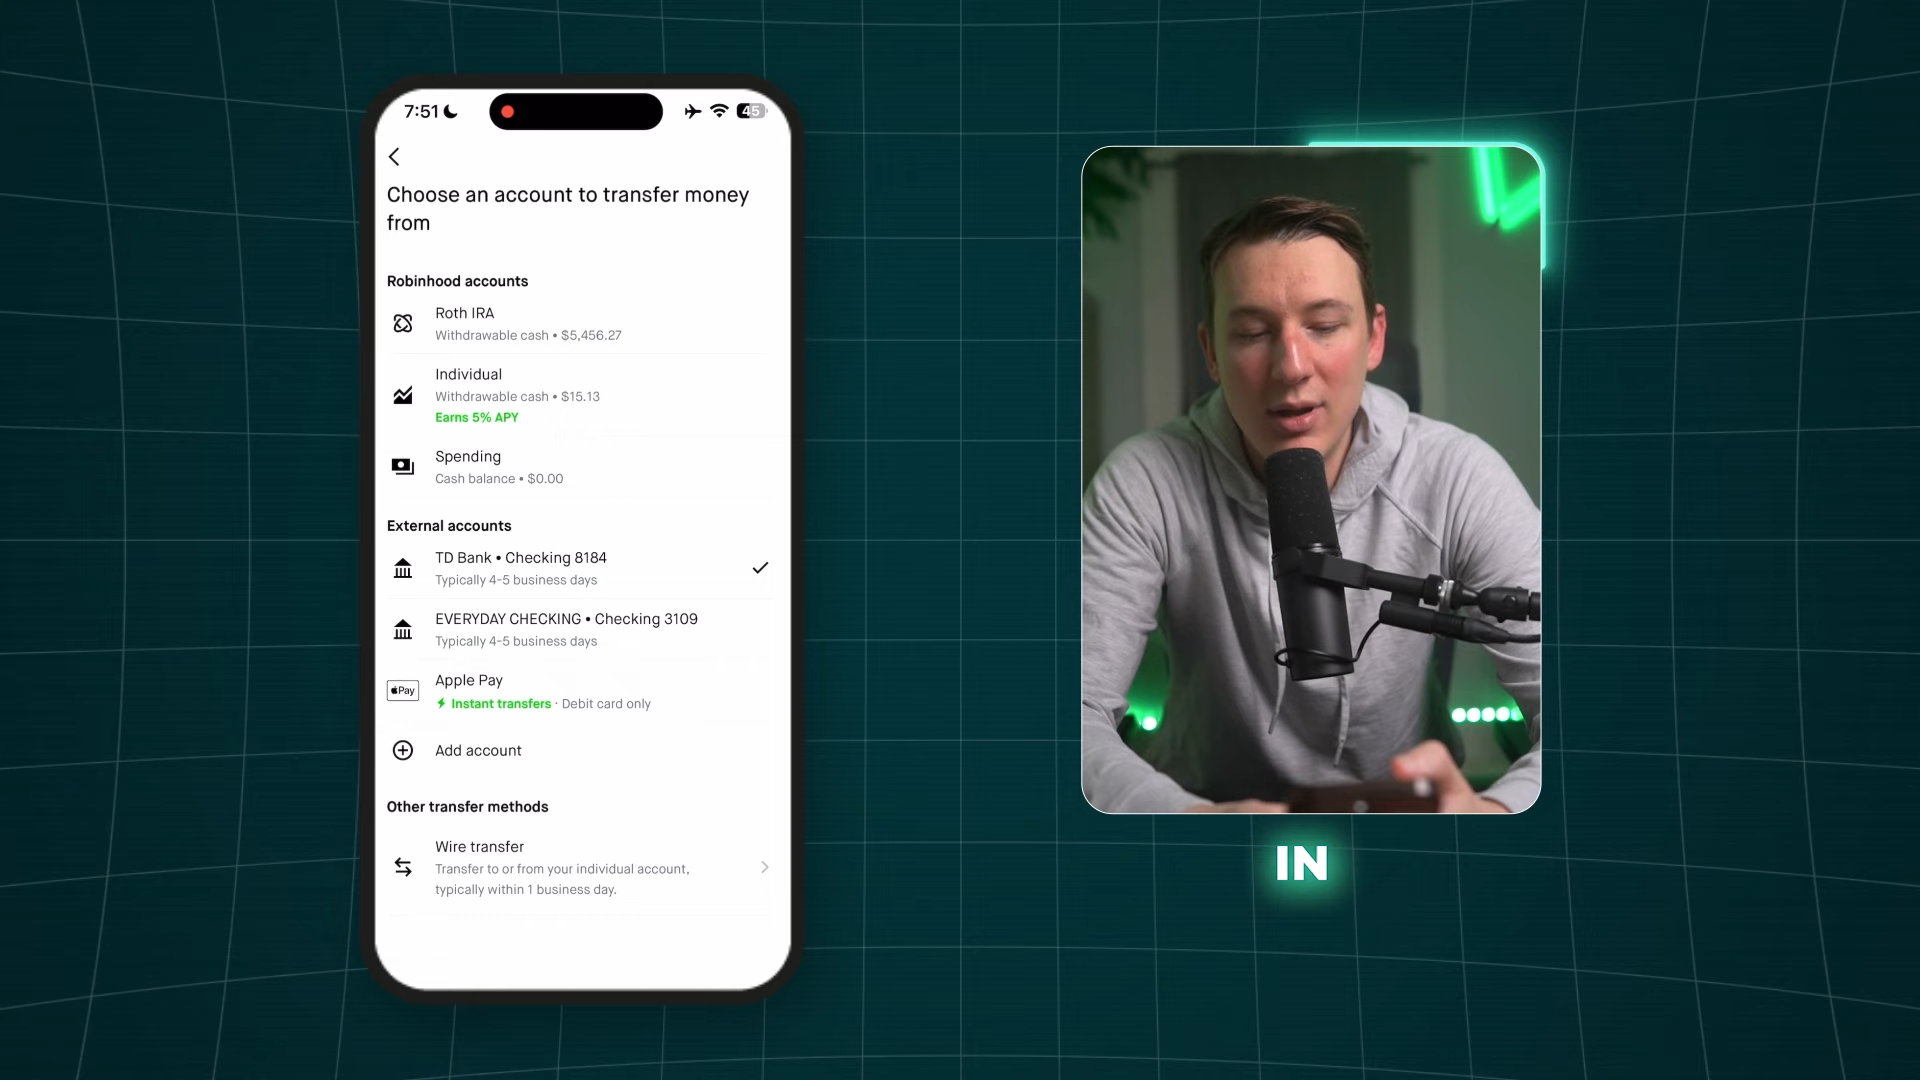 7:51
45
Choose an account to transfer money
from
Robinhood accounts
Roth IRA
Withdrawable cash • $5,456.27
Individual
Withdrawable cash • $15.13
Earns 5% APY
Spending
Cash balance • $0.00
External accounts
TD Bank • Checking 8184
Typically 4-5 business days
EVERYDAY CHECKING • Checking 3109
Typically 4-5 business days
Pay
Apple Pay
Instant transfers · Debit card only
Add account
Other transfer methods
Wire transfer
Transfer to or from your individual account,
typically within 1 business day.
IN